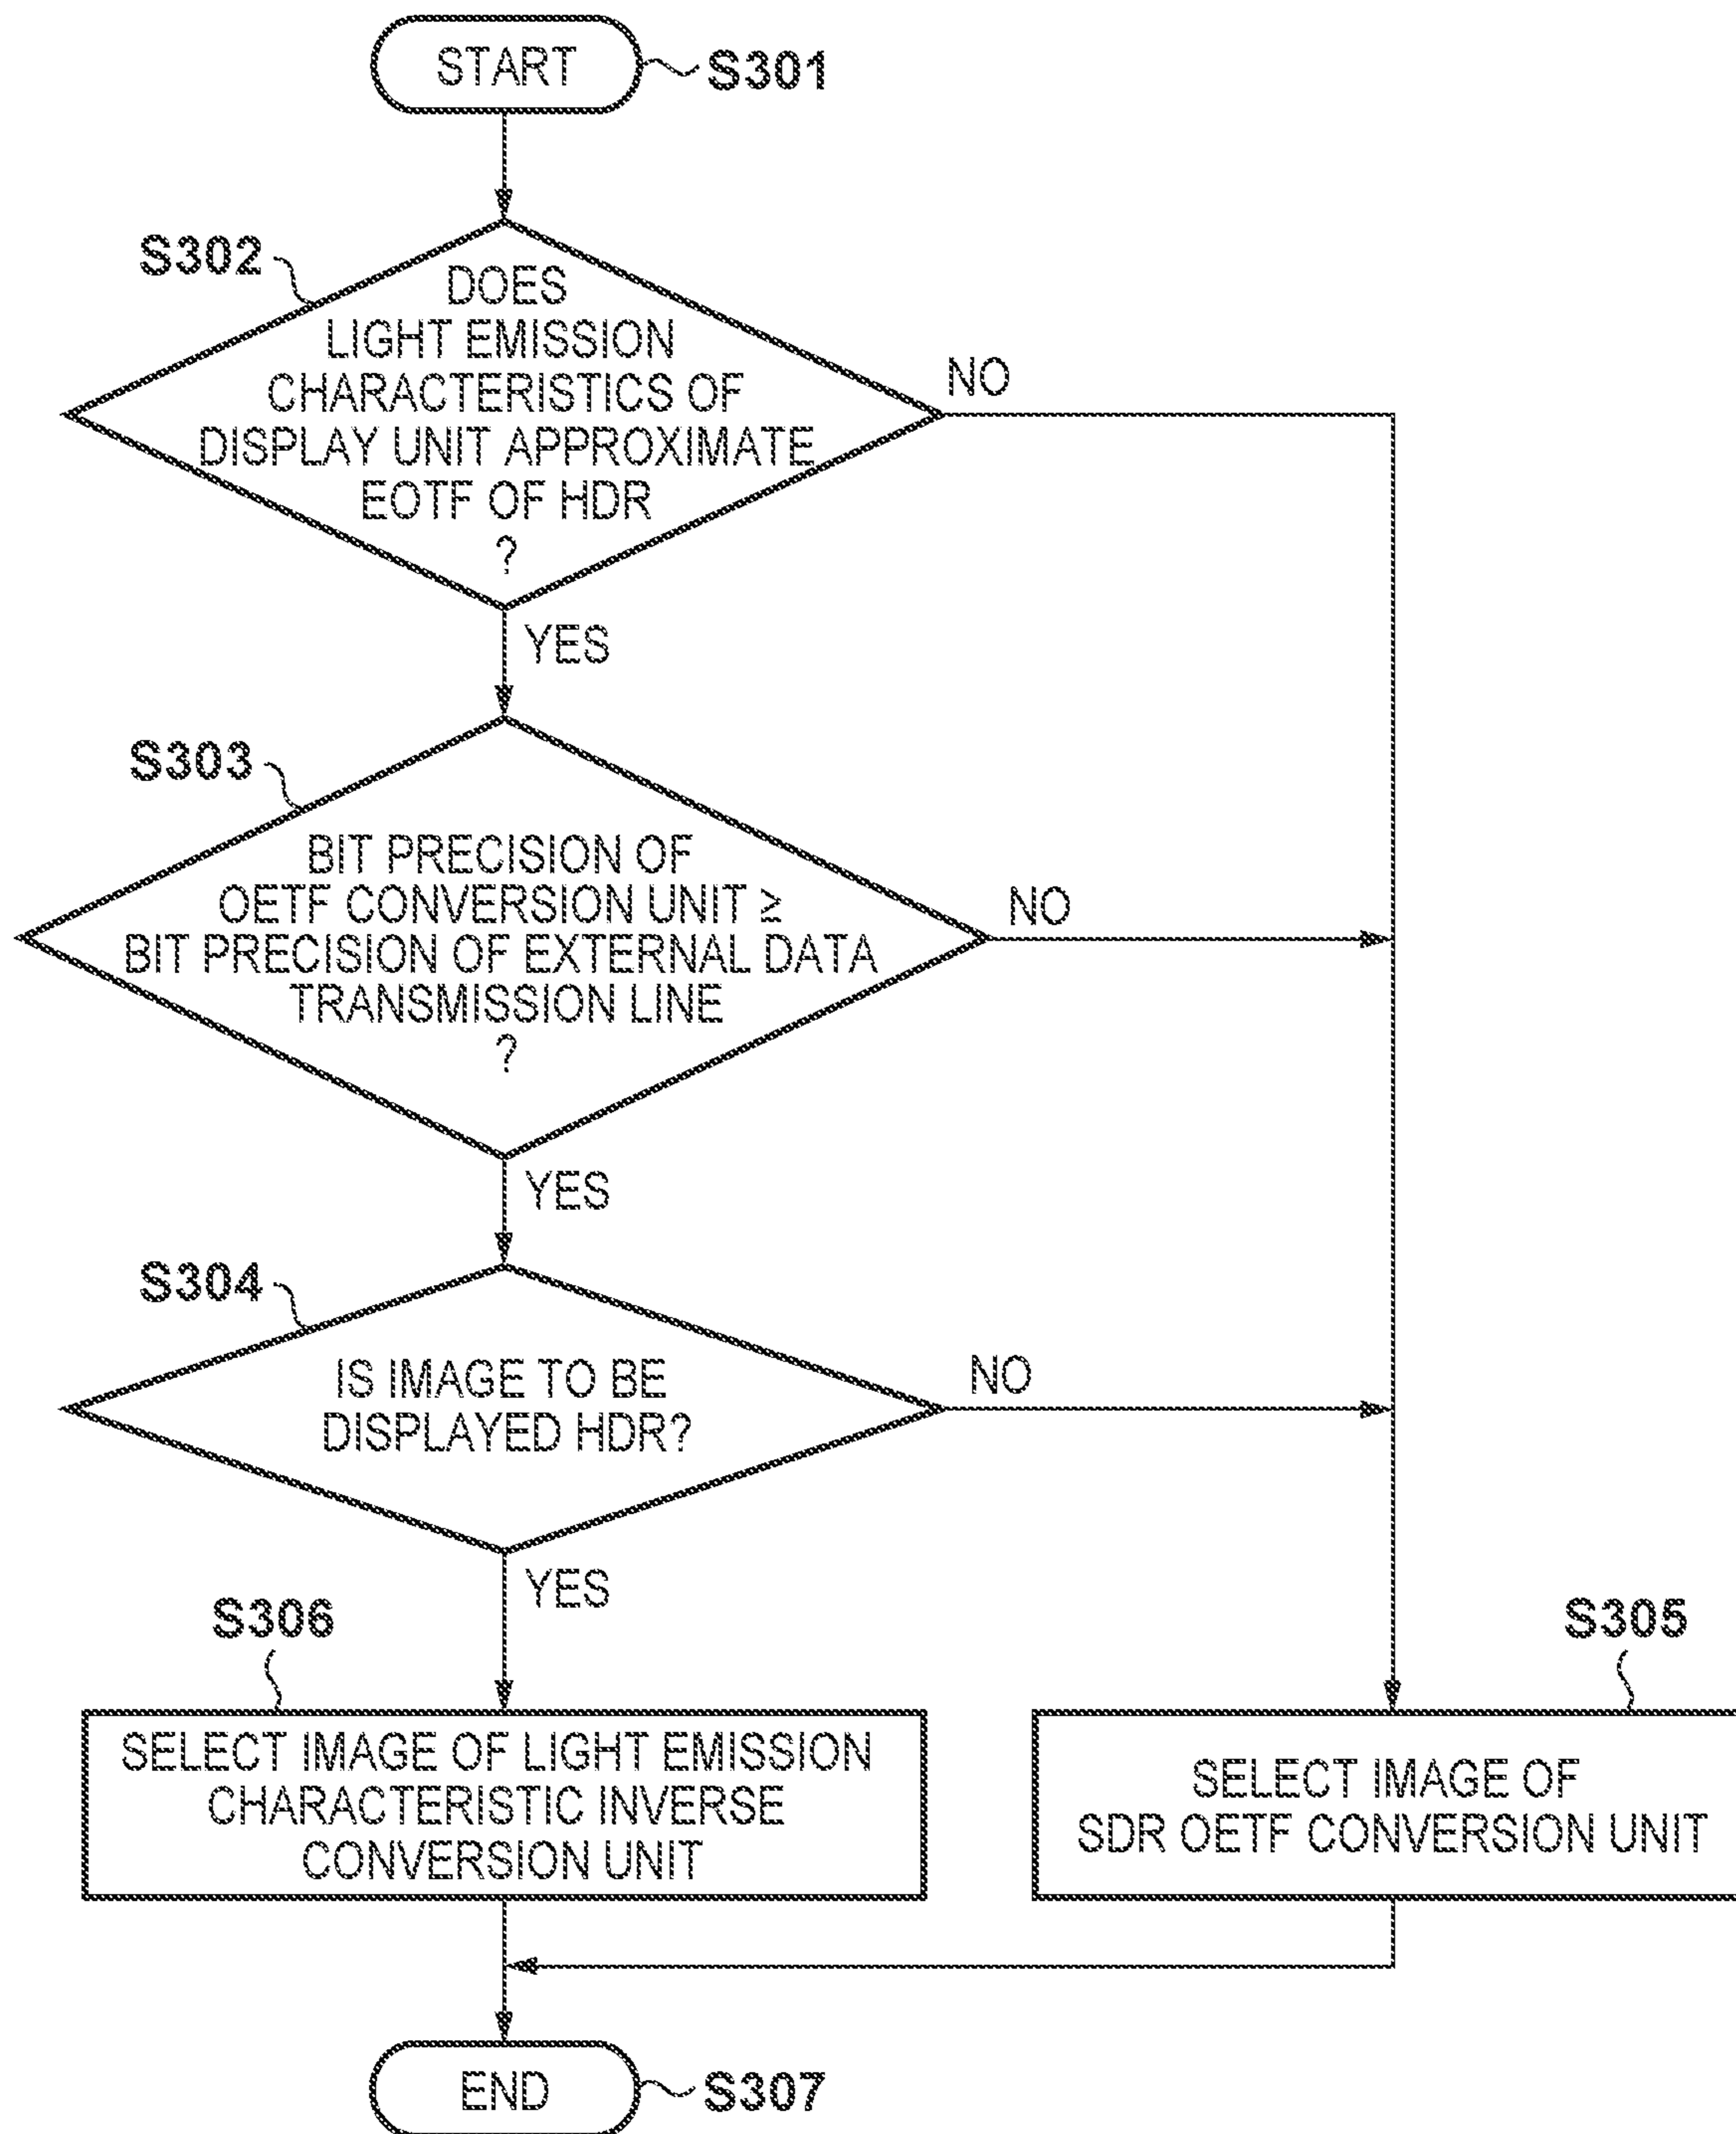 START
S301
S302
DOES
LIGHT EMISSION
CHARACTERISTICS OF
DISPLAY UNIT APPROXIMATE
EOTF OF HDR
?
NO
YES
S303
BIT PRECISION OF
OETF CONVERSION UNIT ≥
BIT PRECISION OF EXTERNAL DATA
TRANSMISSION LINE
?
NO
YES
S304
IS IMAGE TO BE
DISPLAYED HDR?
NO
YES
S306
SELECT IMAGE OF LIGHT EMISSION
CHARACTERISTIC INVERSE
CONVERSION UNIT
S305
SELECT IMAGE OF
SDR OETF CONVERSION UNIT
END
S307